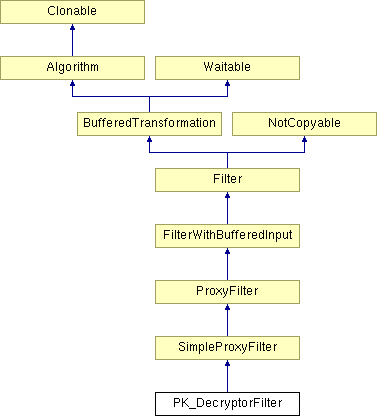 Clonable
Algorithm
Waitable
BufferedTransformation
NotCopyable
Filter
FilterWithBufferedInput
ProxyFilter
SimpleProxyFilter
PK_DecryptorFilter